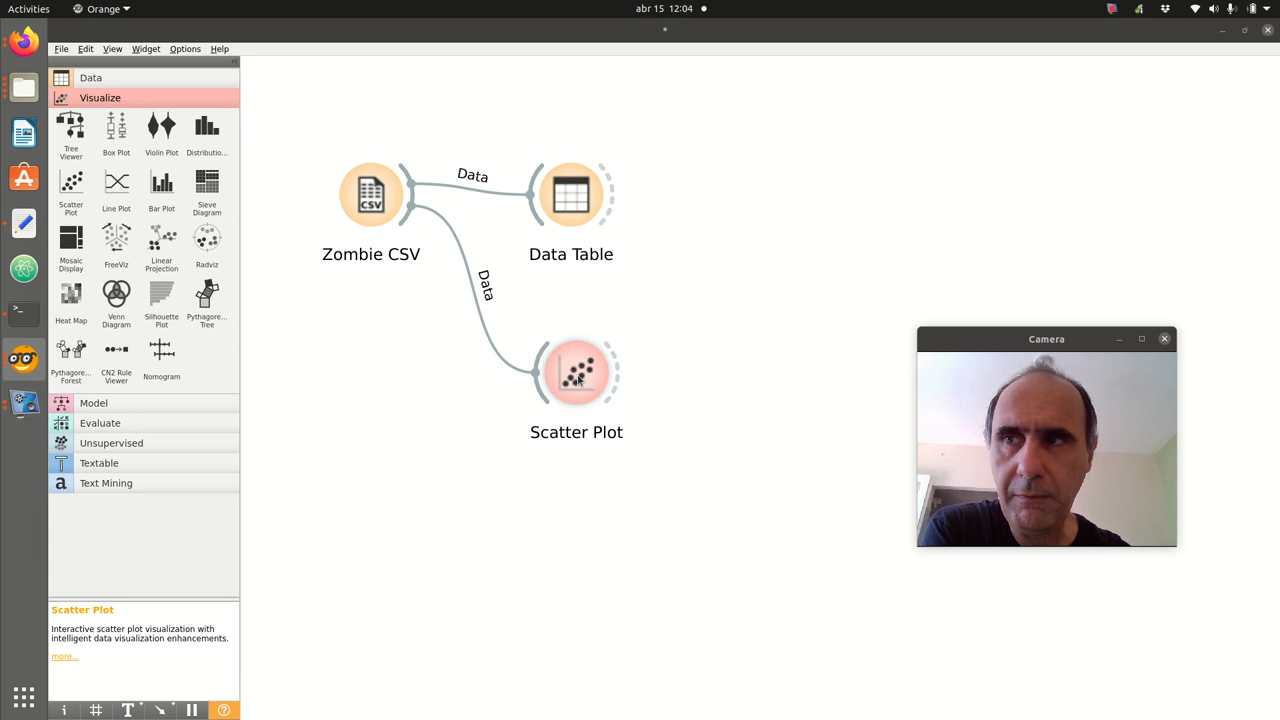 Activities
Orange
abr 15 12:04
File Edit View Widget Options Help
Data
Visualize
Tree Viewer
Box Plot
Violin Plot
Distributio...
Scatter Plot
Line Plot
Bar Plot
Sieve Diagram
Mosaic Display
FreeViz
Linear Projection
Radviz
Heat Map
Venn Diagram
Silhouette Plot
Pythagore... Tree
Pythagore... Forest
CN2 Rule Viewer
Nomogram
Model
Evaluate
Unsupervised
Textable
Text Mining
Scatter Plot
Interactive scatter plot visualization with
intelligent data visualization enhancements.
more...
CSV
Zombie CSV
Data
Data Table
Data
Scatter Plot
Camera